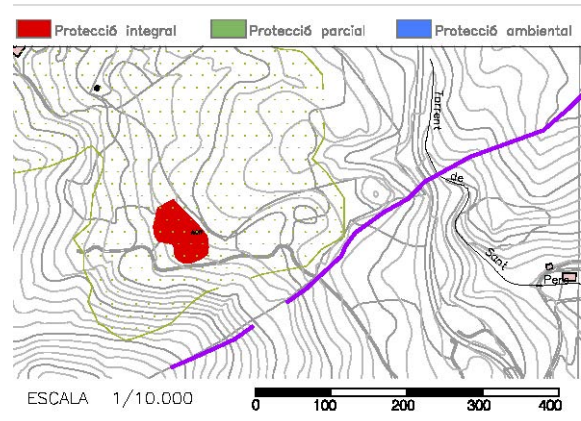 Protecció integral Protecció parcial Protecció ambiental
Torrent
de
Sant
Pere
ESCALA 1/10.000
0 100 200 300 400